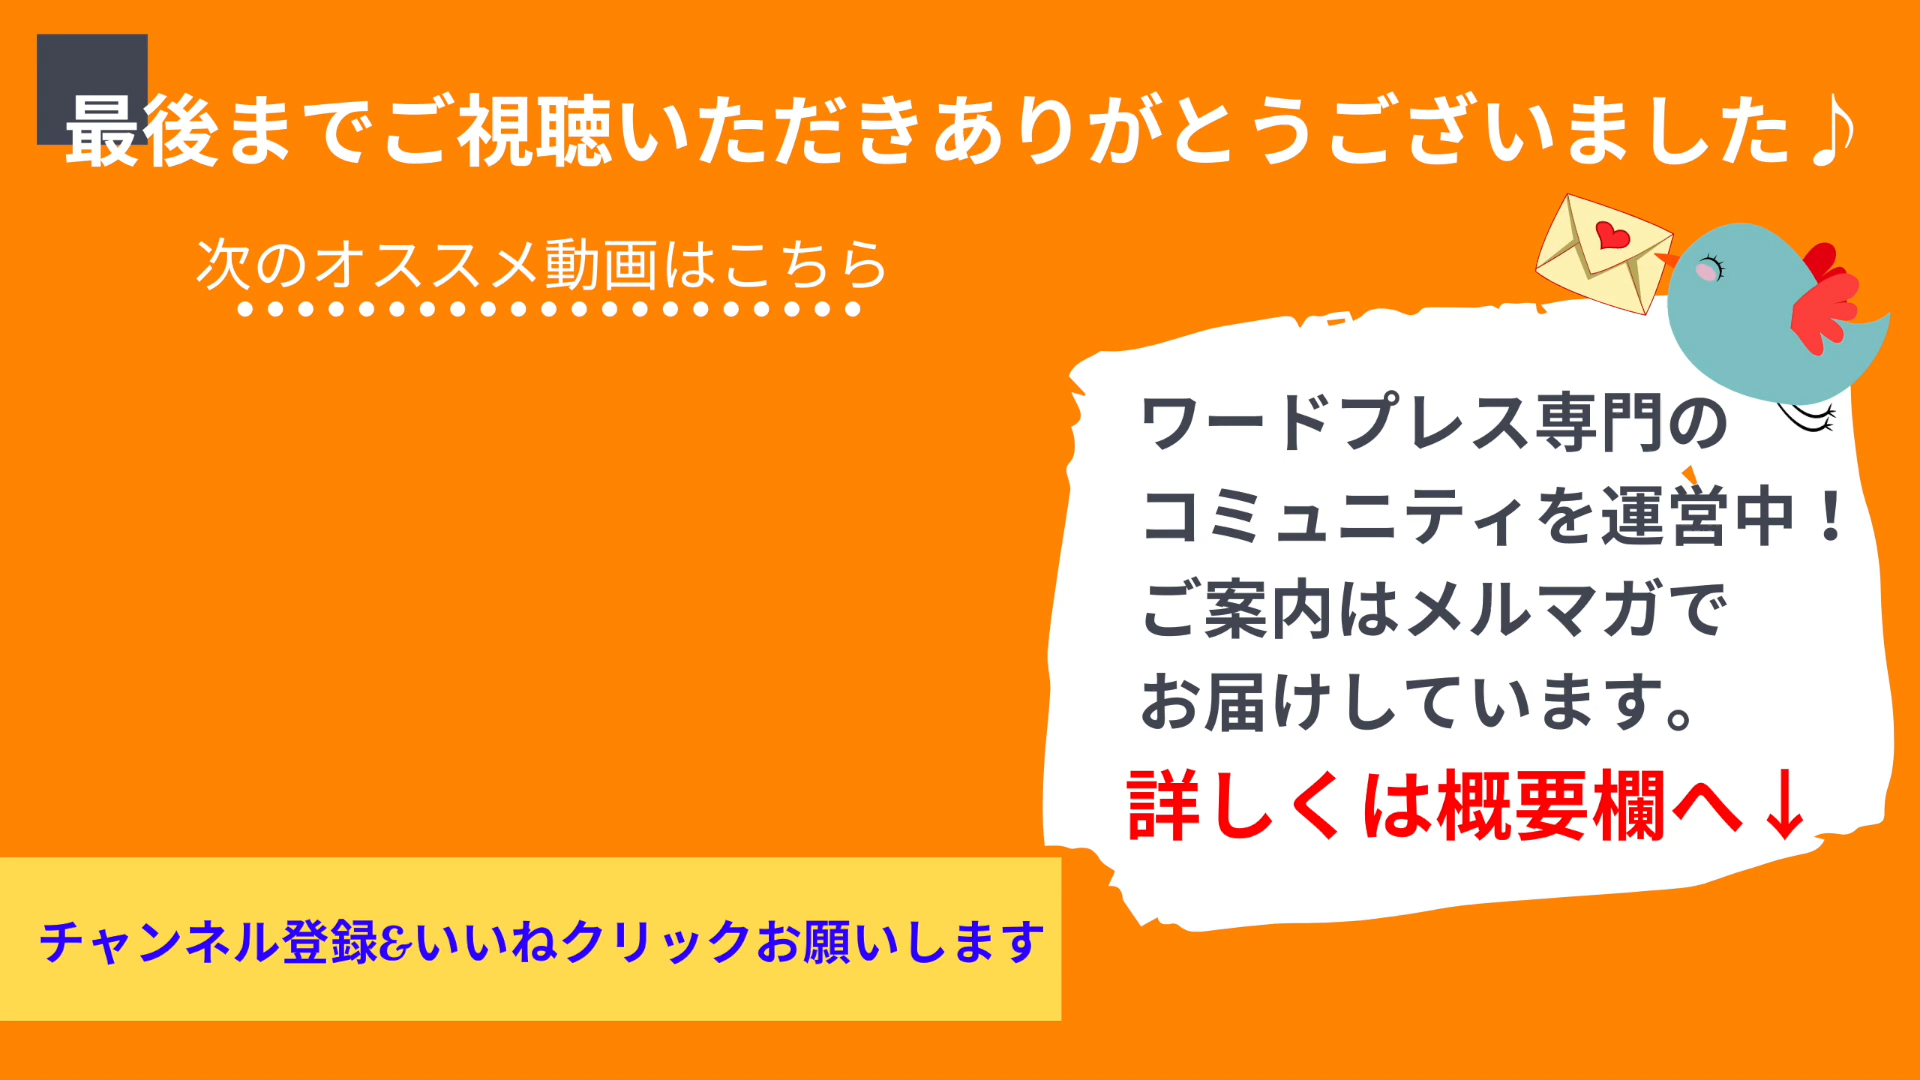 最後までご視聴いただきありがとうございました♪
次のオススメ動画はこちら
ワードプレス専門の
コミュニティを運営中！
ご案内はメルマガで
お届けしています。
詳しくは概要欄へ↓
チャンネル登録&いいねクリックお願いします